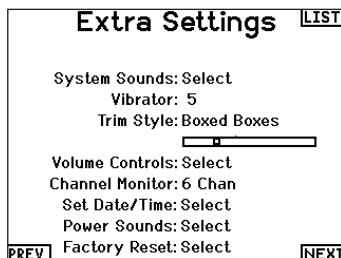 Extra Settings LIST
System Sounds: Select
Vibrator: 5
Trim Style: Boxed Boxes
Volume Controls: Select
Channel Monitor: 6 Chan
Set Date/Time: Select
Power Sounds: Select
Factory Reset: Select
PREV NEXT